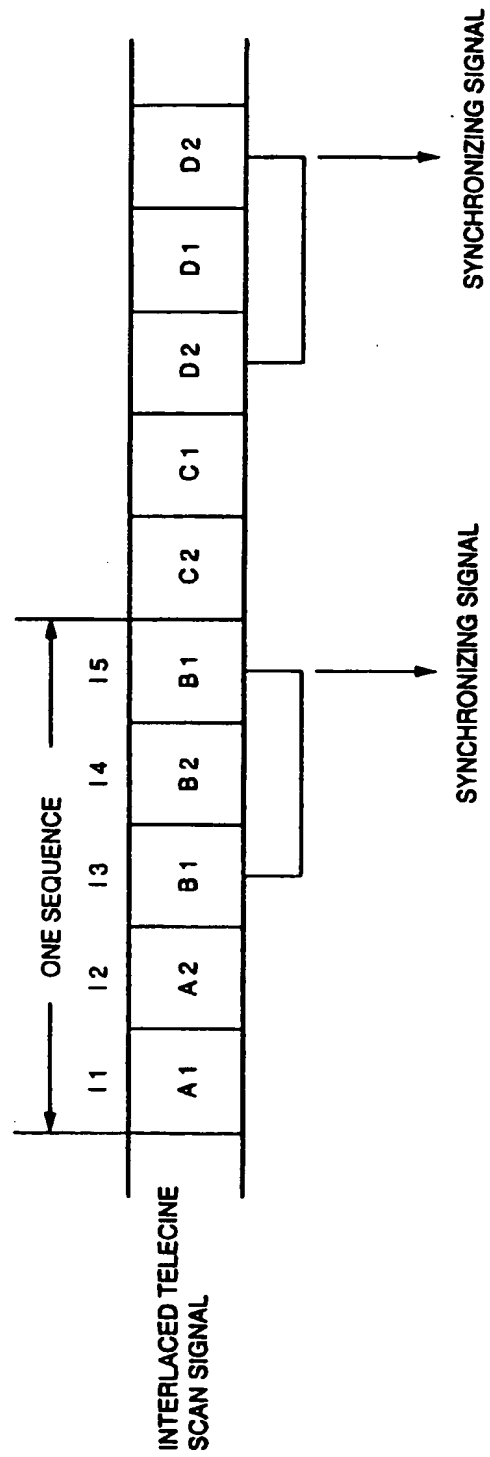 ONE SEQUENCE
I1 I2 I3 I4 I5
INTERLACED TELECINE
SCAN SIGNAL
A1 A2 B1 B2 B1 C2 C1 D2 D1 D2
SYNCHRONIZING SIGNAL
SYNCHRONIZING SIGNAL